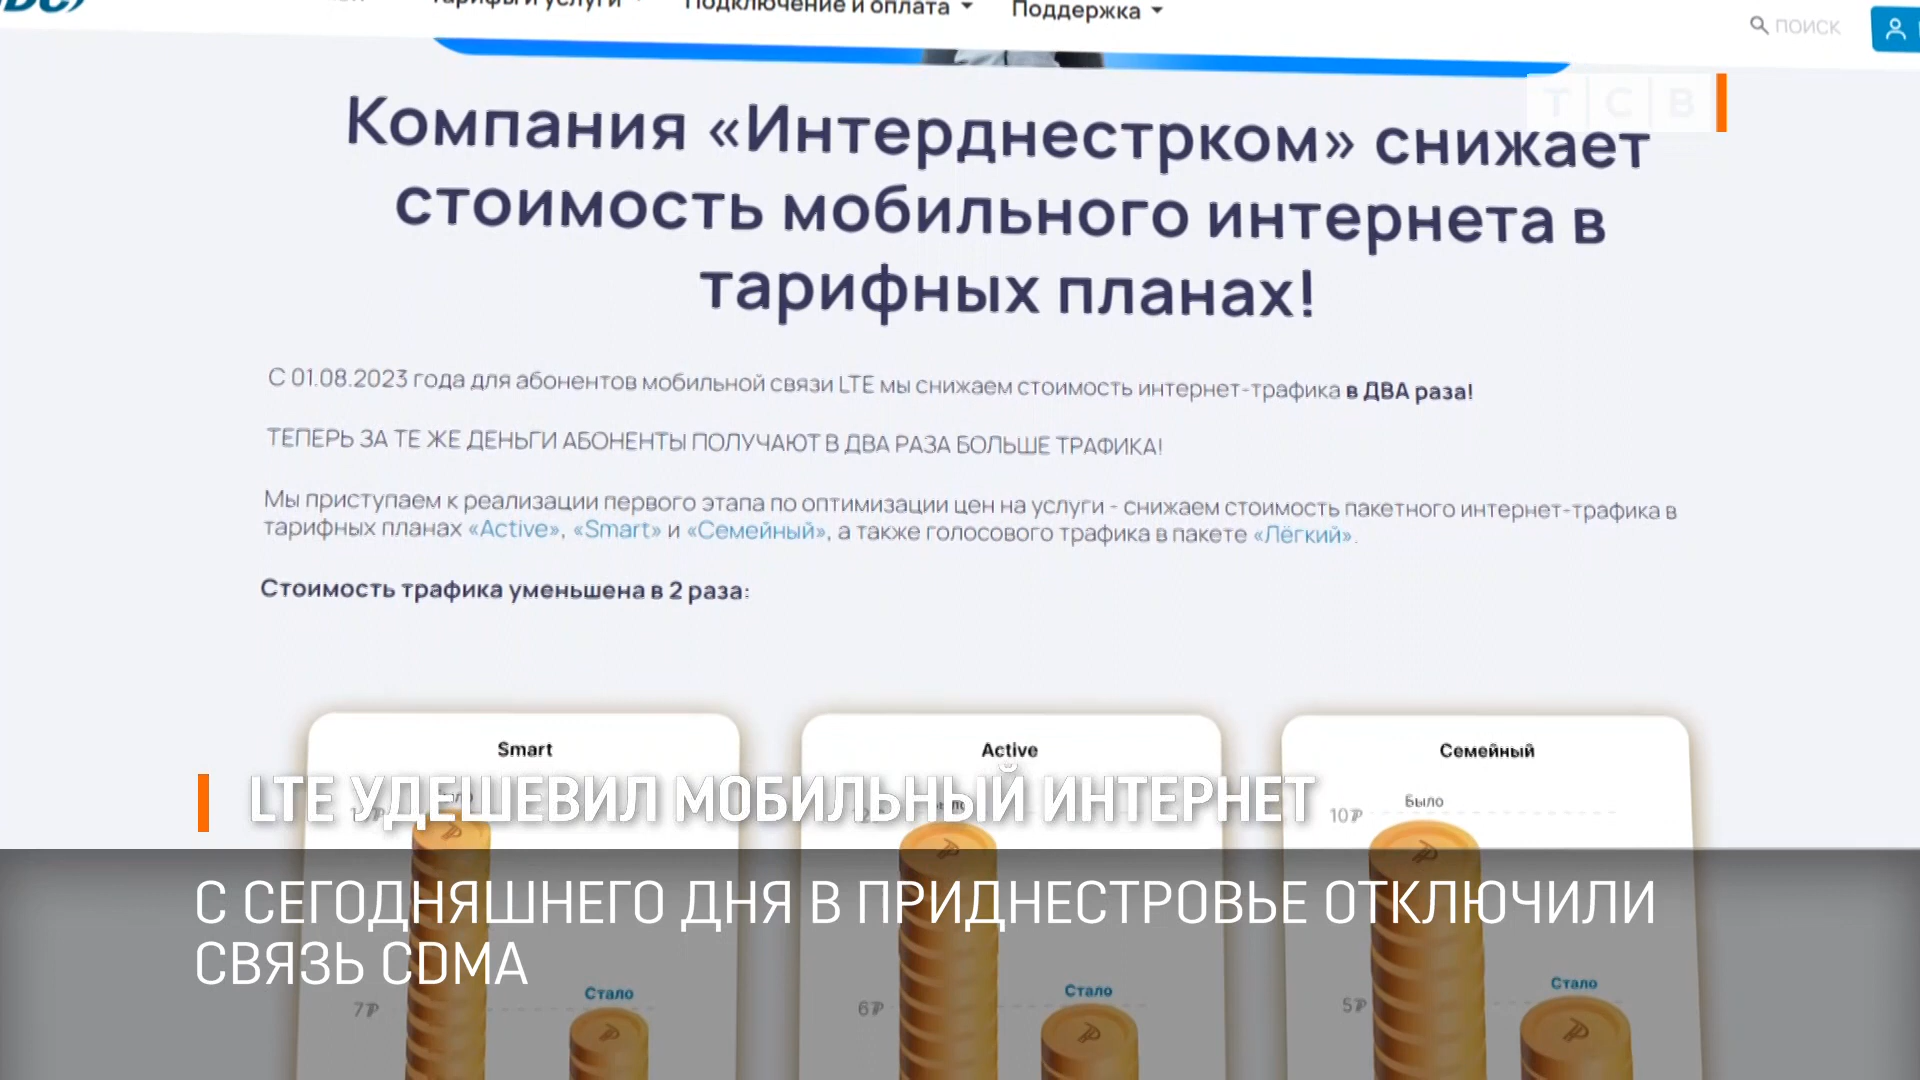 Тарифы и услуги
Подключение и оплата
Поддержка
ПОИСК
ТСВ
Компания «Интерднестрком» снижает
стоимость мобильного интернета в
тарифных планах!
С 01.08.2023 года для абонентов мобильной связи LTE мы снижаем стоимость интернет-трафика в ДВА раза!
ТЕПЕРЬ ЗА ТЕ ЖЕ ДЕНЬГИ АБОНЕНТЫ ПОЛУЧАЮТ В ДВА РАЗА БОЛЬШЕ ТРАФИКА!
Мы приступаем к реализации первого этапа по оптимизации цен на услуги - снижаем стоимость пакетного интернет-трафика в
тарифных планах «Active», «Smart» и «Семейный», а также голосового трафика в пакете «Лёгкий».
Стоимость трафика уменьшена в 2 раза:
Smart
Active
Семейный
Было
10₽
LTE УДЕШЕВИЛ МОБИЛЬНЫЙ ИНТЕРНЕТ
С СЕГОДНЯШНЕГО ДНЯ В ПРИДНЕСТРОВЬЕ ОТКЛЮЧИЛИ
СВЯЗЬ CDMA
Стало
7₽
Стало
6₽
Стало
5₽